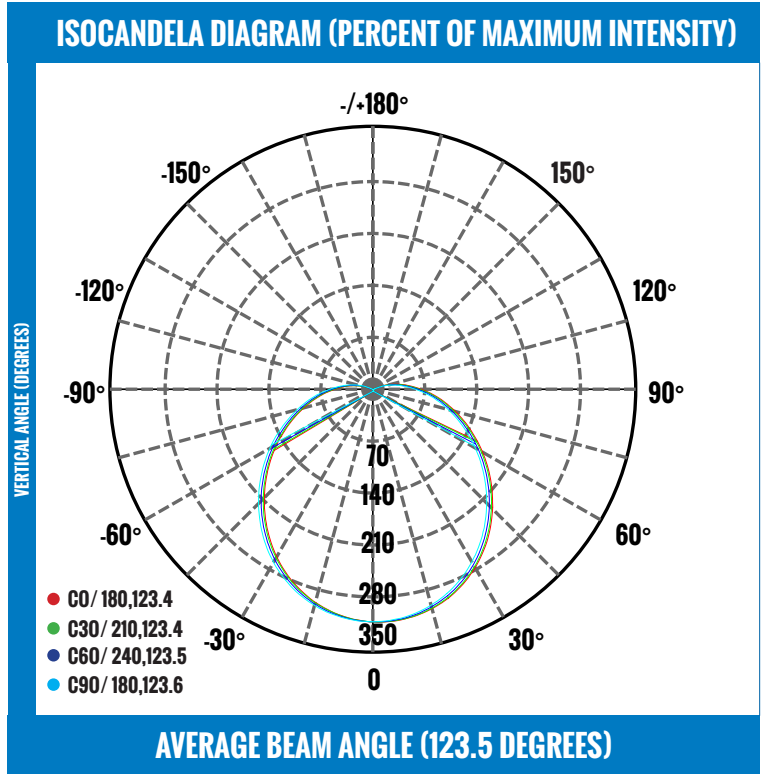 ISOCANDELA DIAGRAM (PERCENT OF MAXIMUM INTENSITY)
-/+180°
-150°
150°
-120°
120°
VERTICAL ANGLE (DEGREES)
-90°
90°
70
140
-60°
60°
210
280
C0/ 180,123.4
C30/ 210,123.4
-30°
350
30°
C60/ 240,123.5
0
C90/ 180,123.6
AVERAGE BEAM ANGLE (123.5 DEGREES)